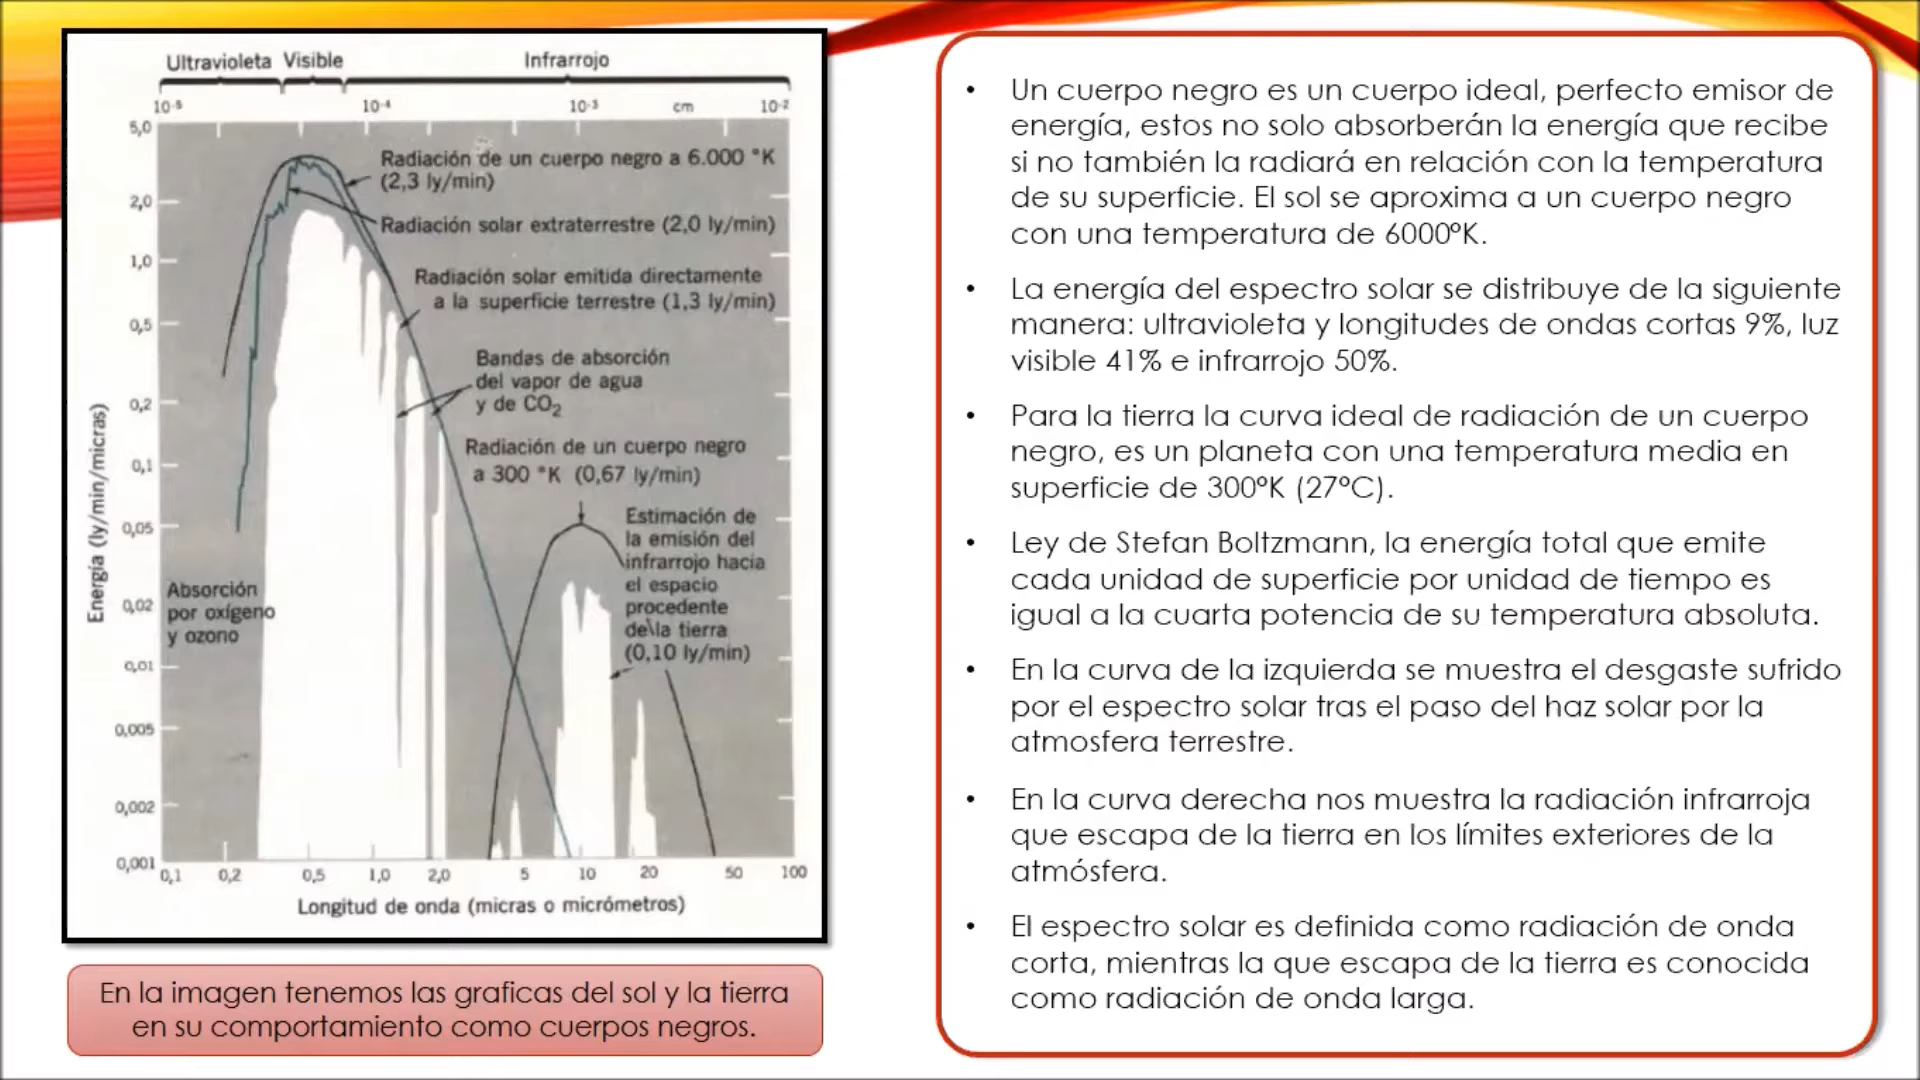 Ultravioleta Visible Infrarrojo
10-5 10-4 10-3 cm 10-2
5,0
Radiación de un cuerpo negro a 6.000 °K
(2,3 ly/min)
2,0
Radiación solar extraterrestre (2,0 ly/min)
1,0
Radiación solar emitida directamente
a la superficie terrestre (1,3 ly/min)
0,5
Bandas de absorción
del vapor de agua
y de CO2
0,2
Radiación de un cuerpo negro
a 300 °K (0,67 ly/min)
0,1
Estimación de
la emisión del
infrarrojo hacia
el espacio
procedente
de la tierra
(0,10 ly/min)
0,05
Absorción
por oxígeno
y ozono
0,02
0,01
0,005
0,002
0,001
Energía (ly/min/micras)
0,1 0,2 0,5 1,0 2,0 5 10 20 50 100
Longitud de onda (micras o micrómetros)
En la imagen tenemos las graficas del sol y la tierra
en su comportamiento como cuerpos negros.
• Un cuerpo negro es un cuerpo ideal, perfecto emisor de
energía, estos no solo absorberán la energía que recibe
si no también la radiará en relación con la temperatura
de su superficie. El sol se aproxima a un cuerpo negro
con una temperatura de 6000°K.
• La energía del espectro solar se distribuye de la siguiente
manera: ultravioleta y longitudes de ondas cortas 9%, luz
visible 41% e infrarrojo 50%.
• Para la tierra la curva ideal de radiación de un cuerpo
negro, es un planeta con una temperatura media en
superficie de 300°K (27°C).
• Ley de Stefan Boltzmann, la energía total que emite
cada unidad de superficie por unidad de tiempo es
igual a la cuarta potencia de su temperatura absoluta.
• En la curva de la izquierda se muestra el desgaste sufrido
por el espectro solar tras el paso del haz solar por la
atmosfera terrestre.
• En la curva derecha nos muestra la radiación infrarroja
que escapa de la tierra en los límites exteriores de la
atmósfera.
• El espectro solar es definida como radiación de onda
corta, mientras la que escapa de la tierra es conocida
como radiación de onda larga.